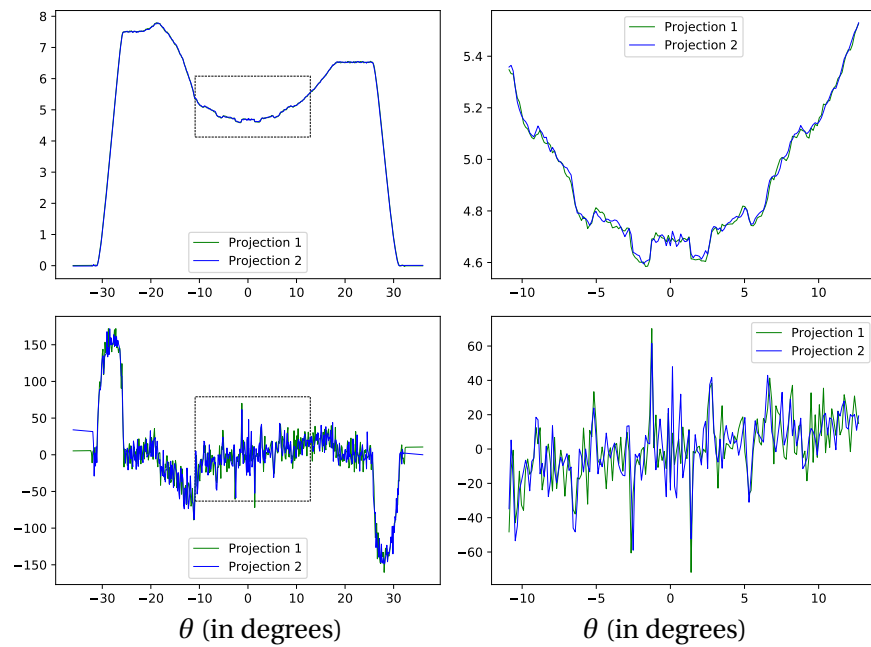 8
7
6
5
4
3
2
1
0
Projection 1
Projection 2
−30 −20 −10 0 10 20 30
5.4
5.2
5.0
4.8
4.6
Projection 1
Projection 2
−10 −5 0 5 10
150
100
50
0
−50
−100
−150
Projection 1
Projection 2
−30 −20 −10 0 10 20 30
θ (in degrees)
60
40
20
0
−20
−40
−60
Projection 1
Projection 2
−10 −5 0 5 10
θ (in degrees)